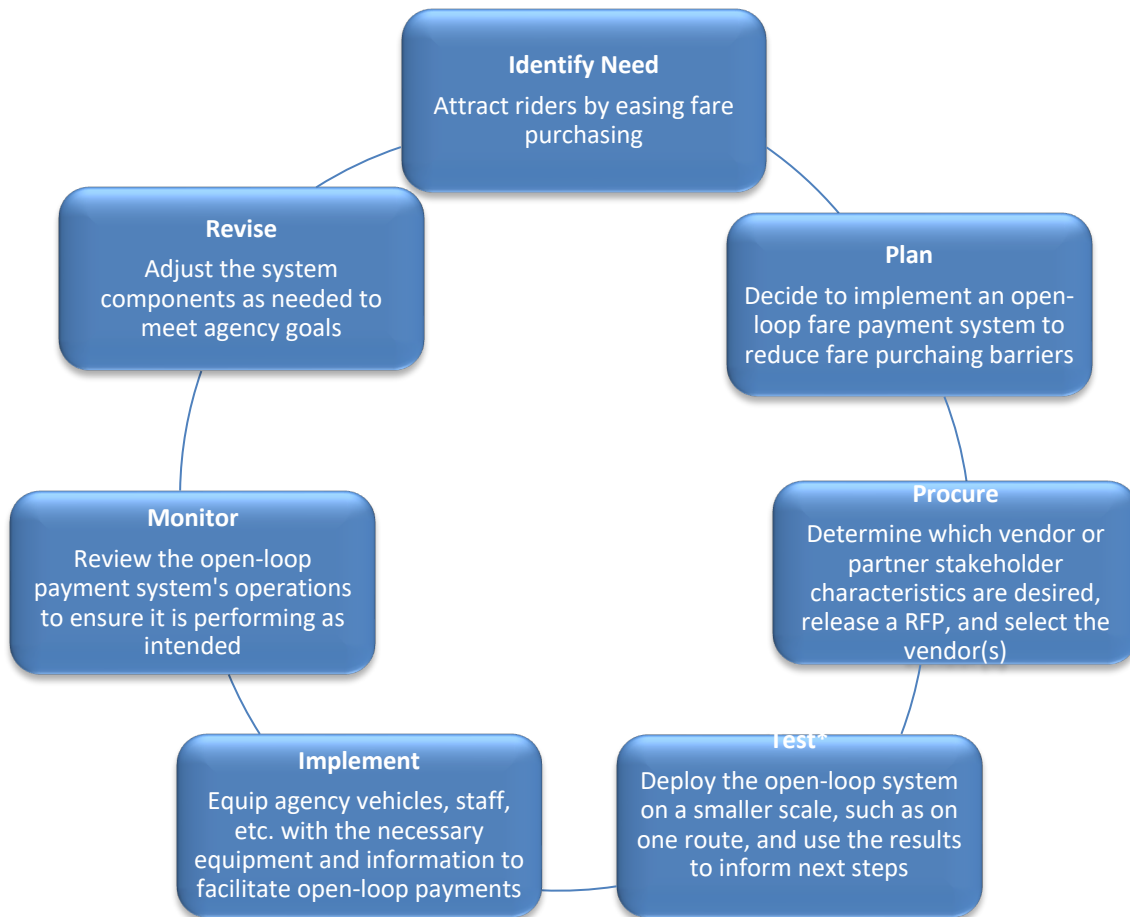 Identify Need
Attract riders by easing fare
purchasing
Plan
Decide to implement an open-
loop fare payment system to
reduce fare purchaing barriers
Procure
Determine which vendor or
partner stakeholder
characteristics are desired,
release a RFP, and select the
vendor(s)
Test*
Deploy the open-loop system
on a smaller scale, such as on
one route, and use the results
to inform next steps
Implement
Equip agency vehicles, staff,
etc. with the necessary
equipment and information to
facilitate open-loop payments
Monitor
Review the open-loop
payment system's operations
to ensure it is performing as
intended
Revise
Adjust the system
components as needed to
meet agency goals